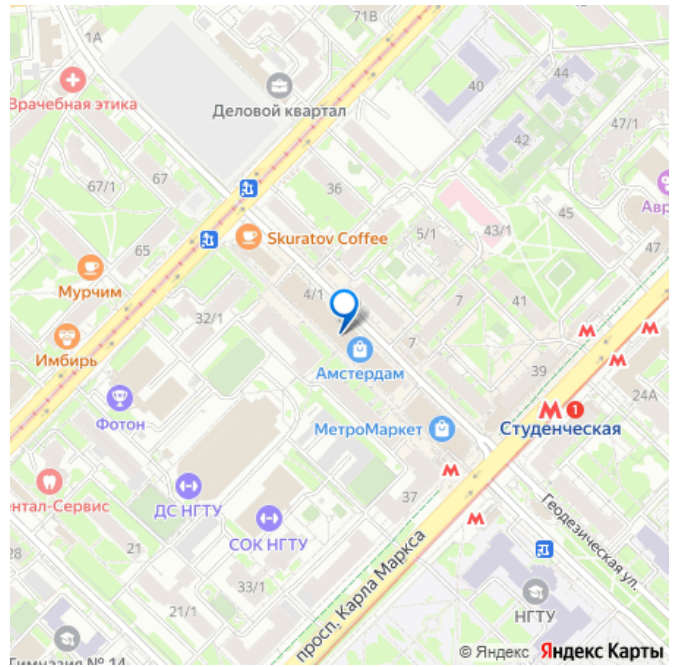 71В
1А
Врачебная этика
Деловой квартал
44
40
47/1
42
67
67/1
36
45
Авр
65
Skuratov Coffee
5/1
43/1
47
Мурчим
4/1
7
41
32/1
7
Имбирь
Амстердам
39
24А
Фотон
МетроМаркет
1
Студенческая
ентал-Сервис
ДС НГТУ
37
СОК НГТУ
Геодезическая ул.
28
21
просп. Карла Маркса
33/1
21/1
НГТУ
Гимназия № 14
© Яндекс Яндекс Карты